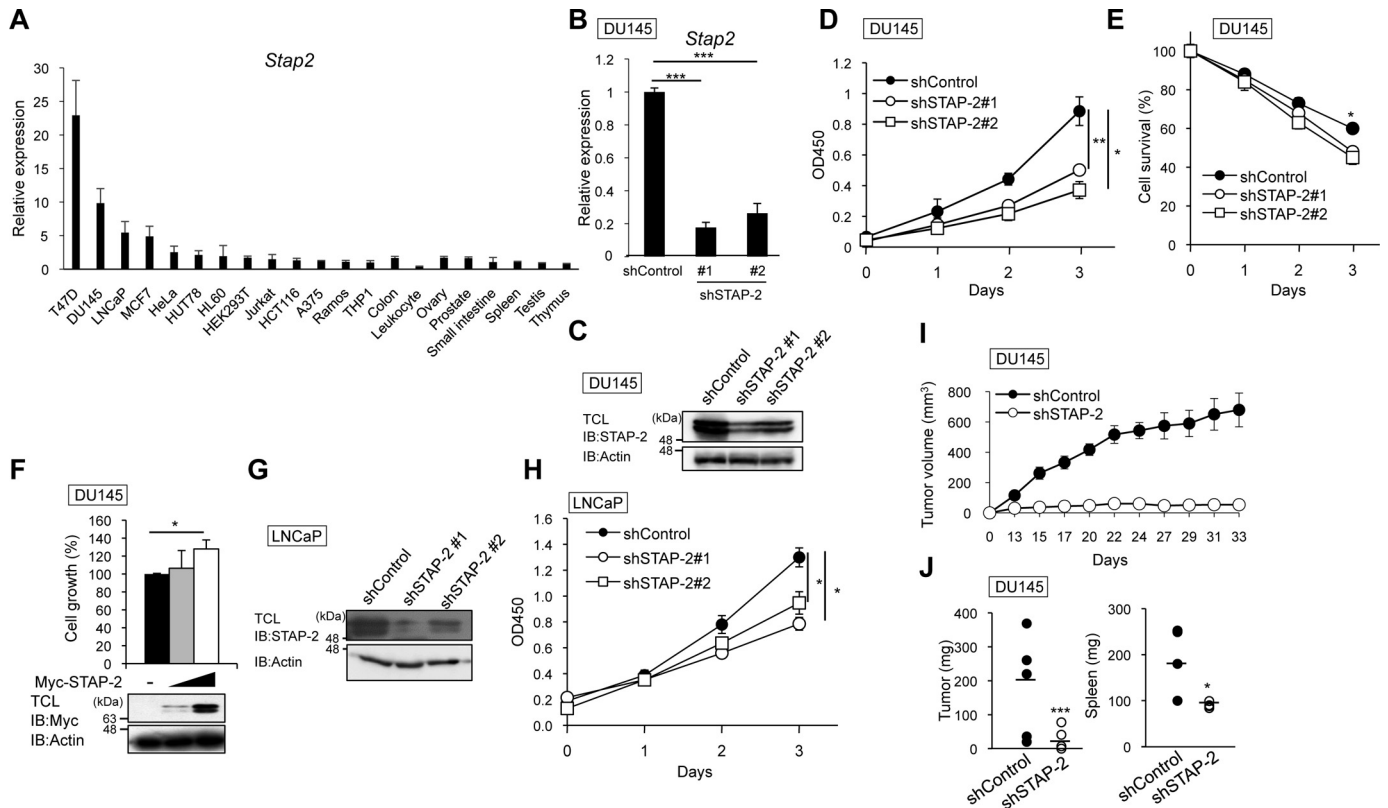 A
Stap2
Relative expression
30
25
20
15
10
5
0
T47D
DU145
LNCaP
MCF7
HeLa
HUT78
HL60
HEK293T
Jurkat
HCT116
A375
Ramos
THP1
Colon
Leukocyte
Ovary
Prostate
Small intestine
Spleen
Testis
Thymus
B
DU145
Stap2
Relative expression
1.2
1
0.8
0.6
0.4
0.2
0
***
***
shControl #1 #2
shSTAP-2
C
DU145
shControl
shSTAP-2 #1
shSTAP-2 #2
TCL (kDa)
IB:STAP-2 48
48
IB:Actin
D
DU145
OD450
1.2
1
0.8
0.6
0.4
0.2
0
shControl
shSTAP-2#1
shSTAP-2#2
** *
0 1 2 3
Days
E
DU145
Cell survival (%)
100
80
60
40
20
0
*
shControl
shSTAP-2#1
shSTAP-2#2
0 1 2 3
Days
F
DU145
Cell growth (%)
160
140
120
100
80
60
40
20
0
*
Myc-STAP-2 -
TCL (kDa)
IB:Myc 63
48
IB:Actin
G
LNCaP
shControl
shSTAP-2 #1
shSTAP-2 #2
TCL (kDa)
IB:STAP-2 48
48
IB:Actin
H
LNCaP
OD450
1.6
1.4
1.2
1.0
0.8
0.6
0.4
0.2
0.0
shControl
shSTAP-2#1
shSTAP-2#2
* *
0 1 2 3
Days
I
DU145
Tumor volume (mm3)
800
600
400
200
0
shControl
shSTAP-2
0 13 15 17 20 22 24 27 29 31 33
Days
J
DU145
Tumor (mg)
400
300
200
100
0
***
shControl
shSTAP-2
Spleen (mg)
300
200
100
0
*
shControl
shSTAP-2